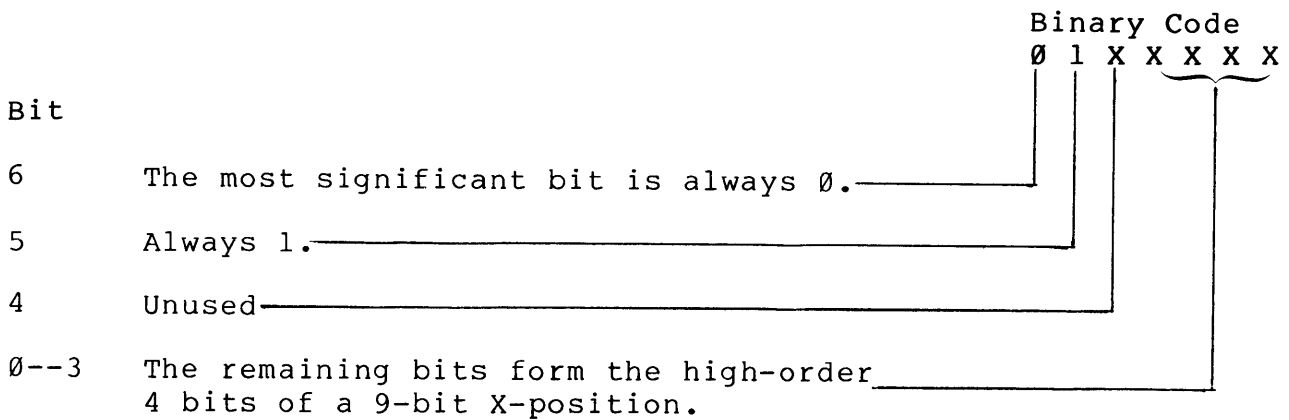 Binary Code
Ø 1 X X X X X
Bit
6 The most significant bit is always Ø.
5 Always 1.
4 Unused
Ø--3 The remaining bits form the high-order
4 bits of a 9-bit X-position.